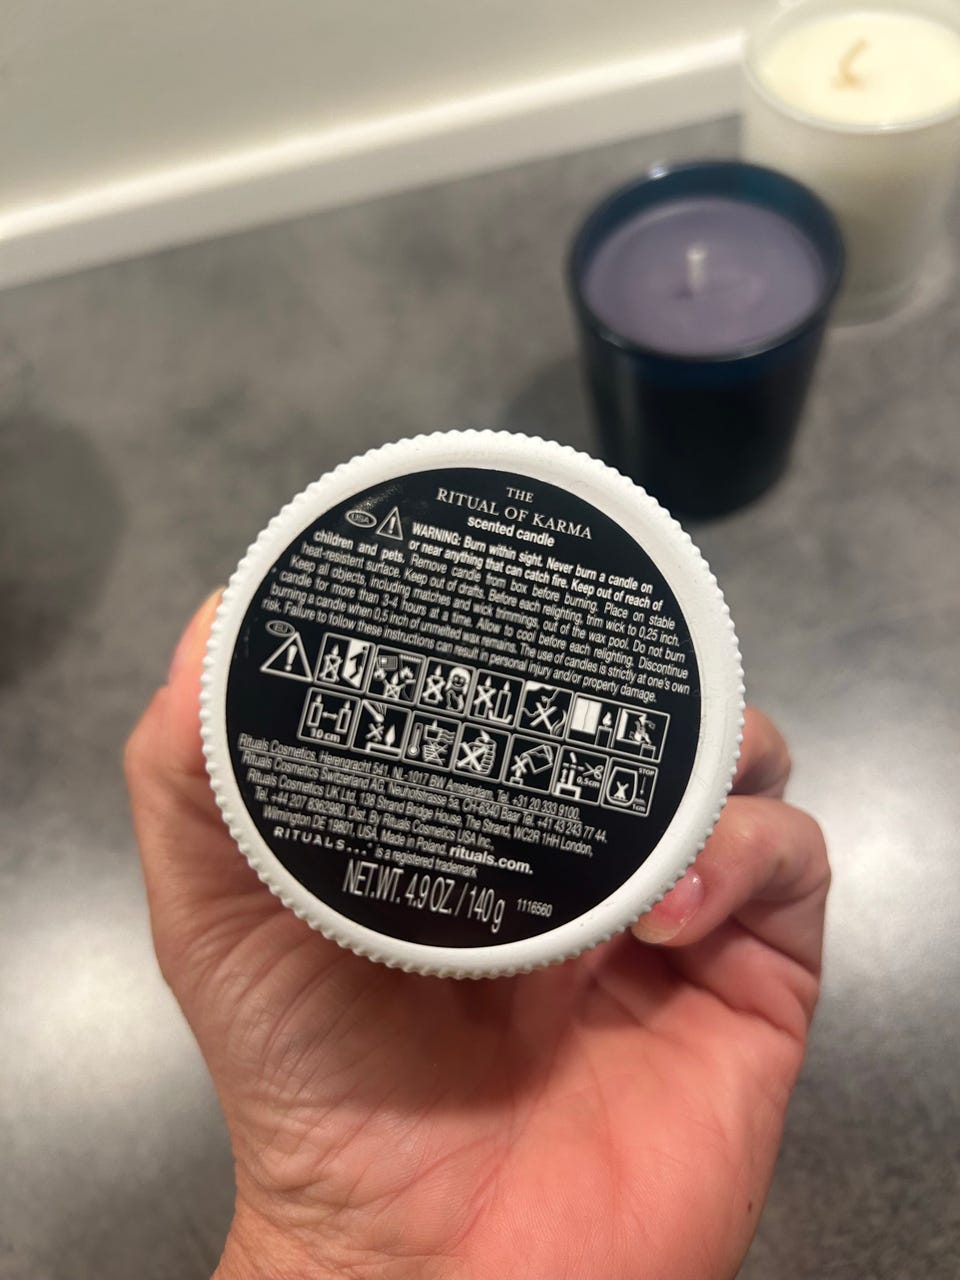 THE
RITUAL OF KARMA
scented candle
USA WARNING: Burn within sight. Never burn a candle on
or near anything that can catch fire. Keep out of reach of
children and pets. Remove candle from box before burning. Place on stable
heat-resistent surface. Keep out of drafts. Before each relighting, trim wick to 0,25 inch.
Keep all objects, including matches and wick trimmings, out of the wax pool. Do not burn
candle for more than 3-4 hours at a time. Allow to cool before each relighting. Discontinue
burning a candle when 0,5 inch of unmelted wax remains. The use of candles is strictly at one's own
risk. Failure to follow these instructions can result in personal injury and/or property damage.
EU
10 cm
0,5cm
STOP
1cm
Rituals Cosmetics, Herengracht 541, NL-1017 BW Amsterdam. Tel. +31 20 333 9100.
Rituals Cosmetics Switzerland AG, Neuhofstrasse 5a, CH-6340 Baar Tel. +41 43 243 77 44.
Rituals Cosmetics UK Ltd, 138 Strand Bridge House, The Strand, WC2R 1HH London,
Tel. +44 207 8362980. Dist. By Rituals Cosmetics USA Inc.,
Wilmington DE 19801, USA. Made in Poland. rituals.com.
RITUALS...® is a registered trademark
NET.WT. 4.9 OZ. / 140 g 1116560